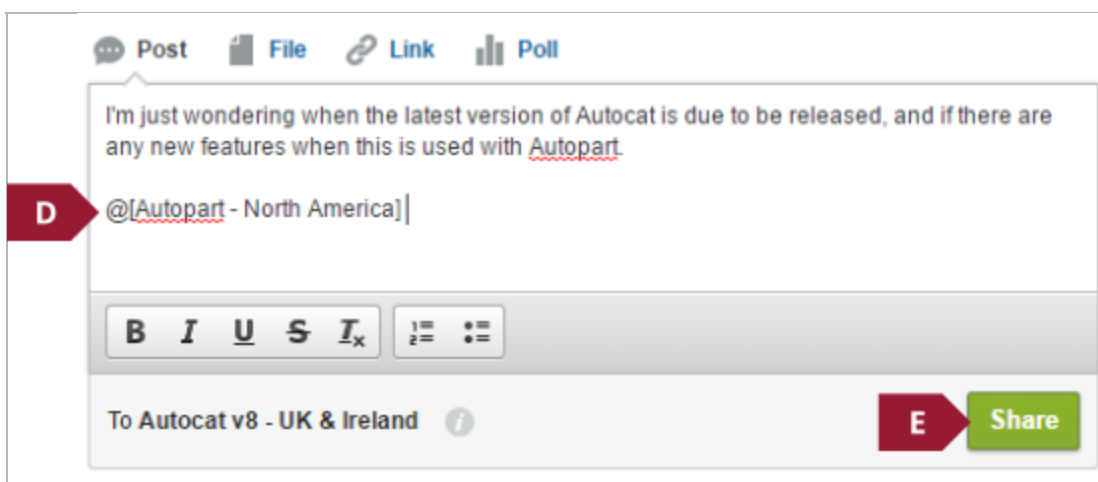 Post File Link Poll
I'm just wondering when the latest version of Autocat is due to be released, and if there are
any new features when this is used with Autopart.
D @[Autopart - North America]
B I U S Ix
To Autocat v8 - UK & Ireland E Share